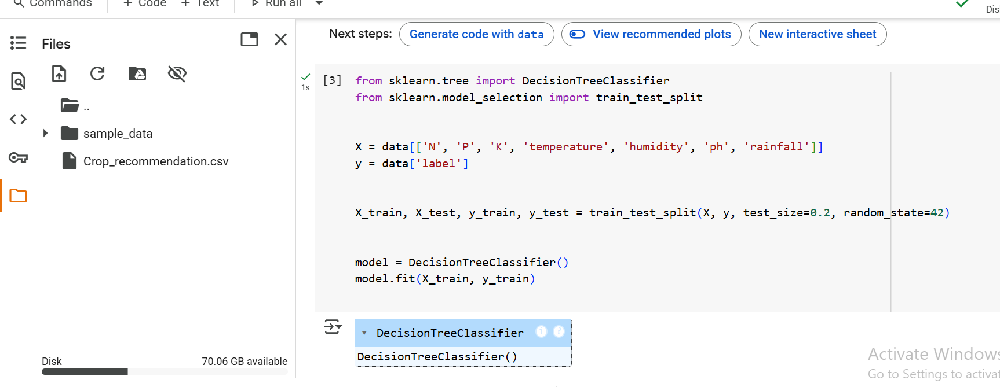 Commands
+ Code
+ Text
Run all
Dis
Files
Next steps:
Generate code with data
View recommended plots
New interactive sheet
..
sample_data
Crop_recommendation.csv
1s
[3]
from sklearn.tree import DecisionTreeClassifier
from sklearn.model_selection import train_test_split
X = data[['N', 'P', 'K', 'temperature', 'humidity', 'ph', 'rainfall']]
y = data['label']
X_train, X_test, y_train, y_test = train_test_split(X, y, test_size=0.2, random_state=42)
model = DecisionTreeClassifier()
model.fit(X_train, y_train)
DecisionTreeClassifier i ?
DecisionTreeClassifier()
Disk
70.06 GB available
Activate Windows
Go to Settings to activat